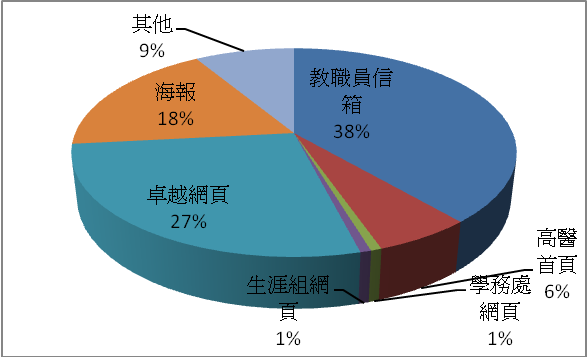 其他
9%
教職員信
箱
38%
海報
18%
卓越網頁
27%
高醫
首頁
6%
生涯組網
頁
1%
學務處
網頁
1%